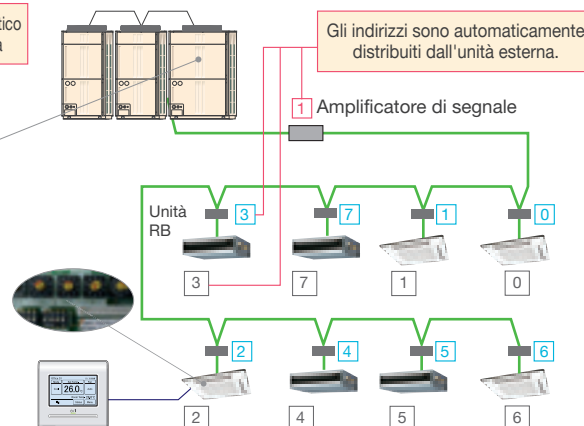 tico
a
Gli indirizzi sono automaticamente
distribuiti dall'unità esterna.
1 Amplificatore di segnale
Unità
RB
3 7 1 0
3 7 1 0
2 4 5 6
26.0
2 4 5 6